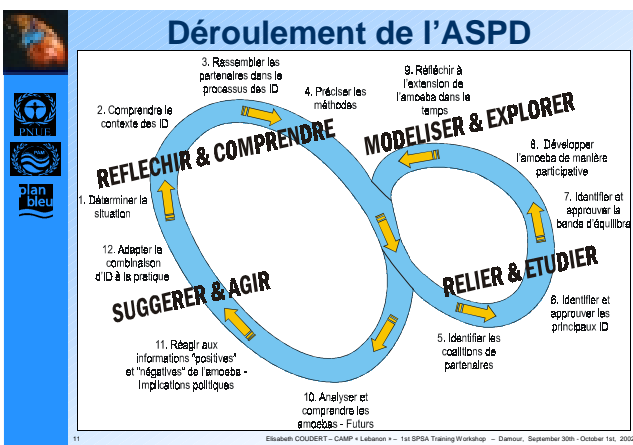 Déroulement de l'ASPD
3. Rassembler les
partenaires dans le
processus des ID
9. Réfléchir à
l'extension de
l'amoeba dans le
temps
4. Préciser les
méthodes
2. Comprendre le
contexte des ID
REFLECHIR & COMPRENDRE
MODELISER & EXPLORER
8. Développer
l'amoeba de manière
participative
1. Déterminer la
situation
7. Identifier et
approuver la
bande d'équilibre
12. Adapter la
combinaison
d'ID à la pratique
SUGGERER & AGIR
RELIER & ETUDIER
6. Identifier et
approuver les
principaux ID
5. Identifier les
coalitions de
partenaires
11. Réagir aux
informations "positives"
et "négatives" de l'amoeba -
Implications politiques
10. Analyser et
comprendre les
amoebas - Futurs
PNUE
PAM
plan
bleu
11
Elisabeth COUDERT – CAMP « Lebanon » – 1st SPSA Training Workshop – Damour, September 30th - October 1st, 2002